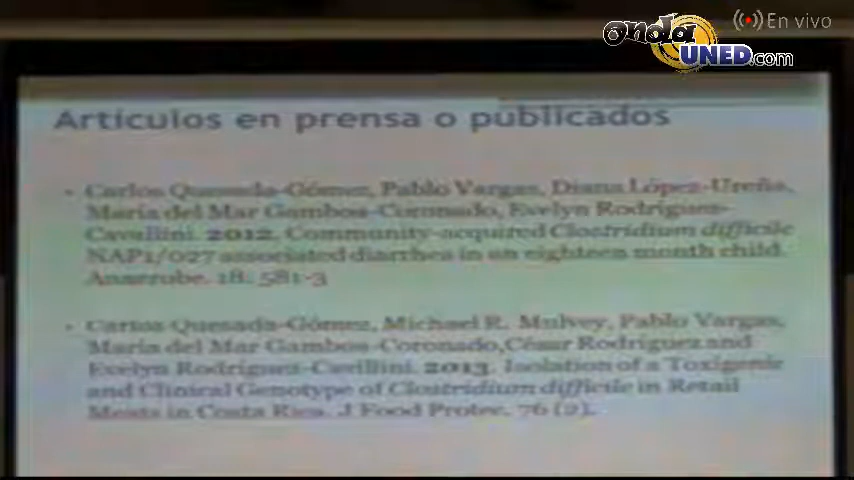 onda UNED.com
En vivo
Artículos en prensa o publicados
• Carlos Quesada-Gómez, Pablo Vargas, Diana López-Ureña,
María del Mar Gamboa-Coronado, Evelyn Rodríguez-
Cavallini. 2012. Community-acquired Clostridium difficile
NAP1/027 associated diarrhea in an eighteen month child.
Anaerobe. 18. 581-3
• Carlos Quesada-Gómez, Michael R. Mulvey, Pablo Vargas,
María del Mar Gamboa-Coronado, César Rodríguez and
Evelyn Rodríguez-Cavillini. 2013. Isolation of a Toxigenic
and Clinical Genotype of Clostridium difficile in Retail
Meats in Costa Rica. J Food Protec. 76 (2).